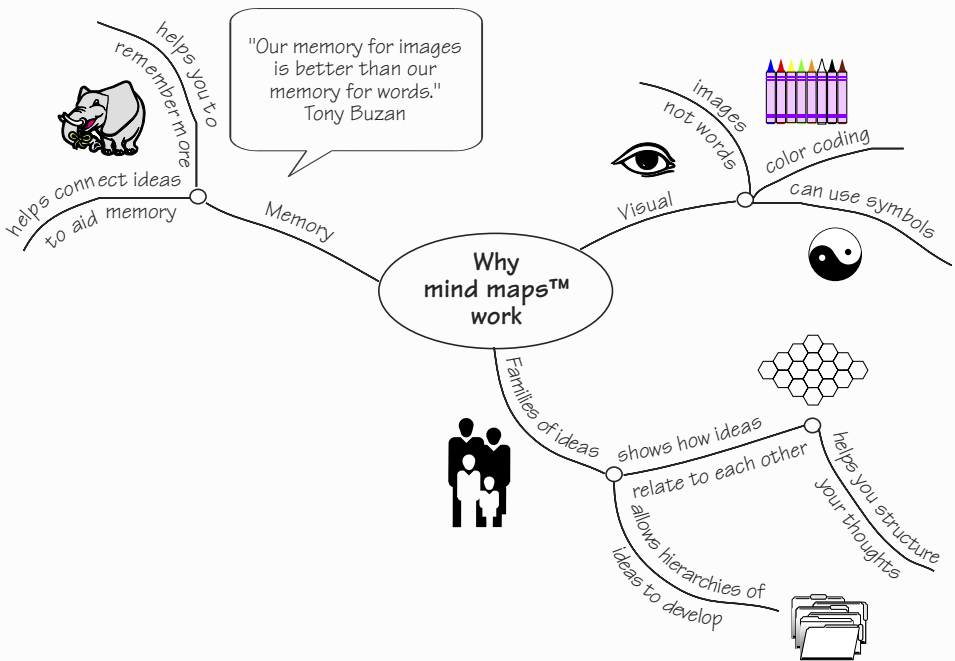 "Our memory for images
is better than our
memory for words."
Tony Buzan
helps you to
remember more
helps connect ideas
to aid memory
Memory
Why
mind maps™
work
Visual
images
not words
color coding
can use symbols
Families of ideas
shows how ideas
relate to each other
helps you structure
your thoughts
allows hierarchies of
ideas to develop